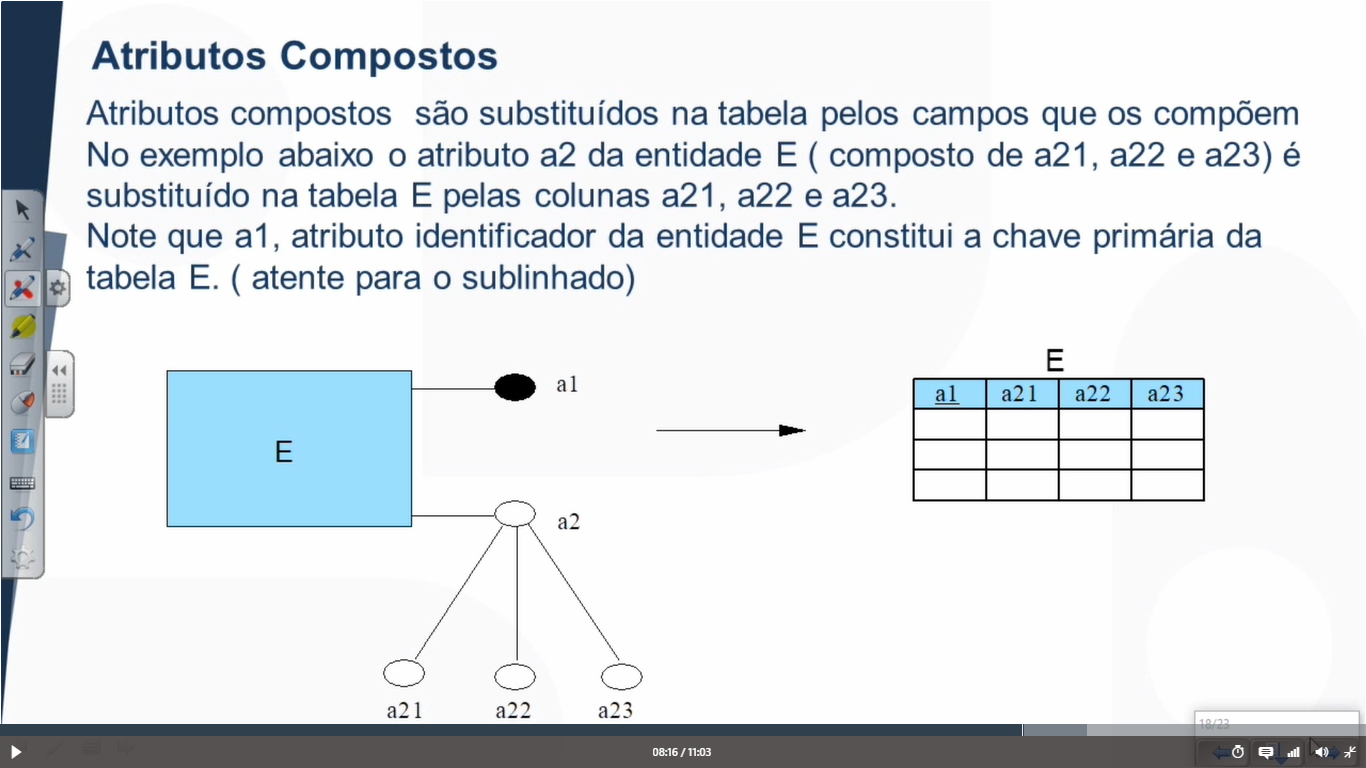 Atributos Compostos
Atributos compostos são substituídos na tabela pelos campos que os compõem
No exemplo abaixo o atributo a2 da entidade E ( composto de a21, a22 e a23) é
substituído na tabela E pelas colunas a21, a22 e a23.
Note que a1, atributo identificador da entidade E constitui a chave primária da
tabela E. ( atente para o sublinhado)
E
a1
a2
a21 a22 a23
E
a1 a21 a22 a23
18/23
08:16 / 11:03